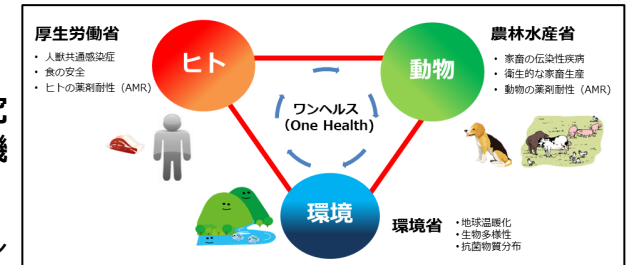 厚生労働省
• 人獣共通感染症
• 食の安全
• ヒトの薬剤耐性（AMR）
ヒト
動物
農林水産省
• 家畜の伝染性疾病
• 衛生的な家畜生産
• 動物の薬剤耐性（AMR）
ワンヘルス
（One Health)
環境
環境省
•地球温暖化
•生物多様性
•抗菌物質分布